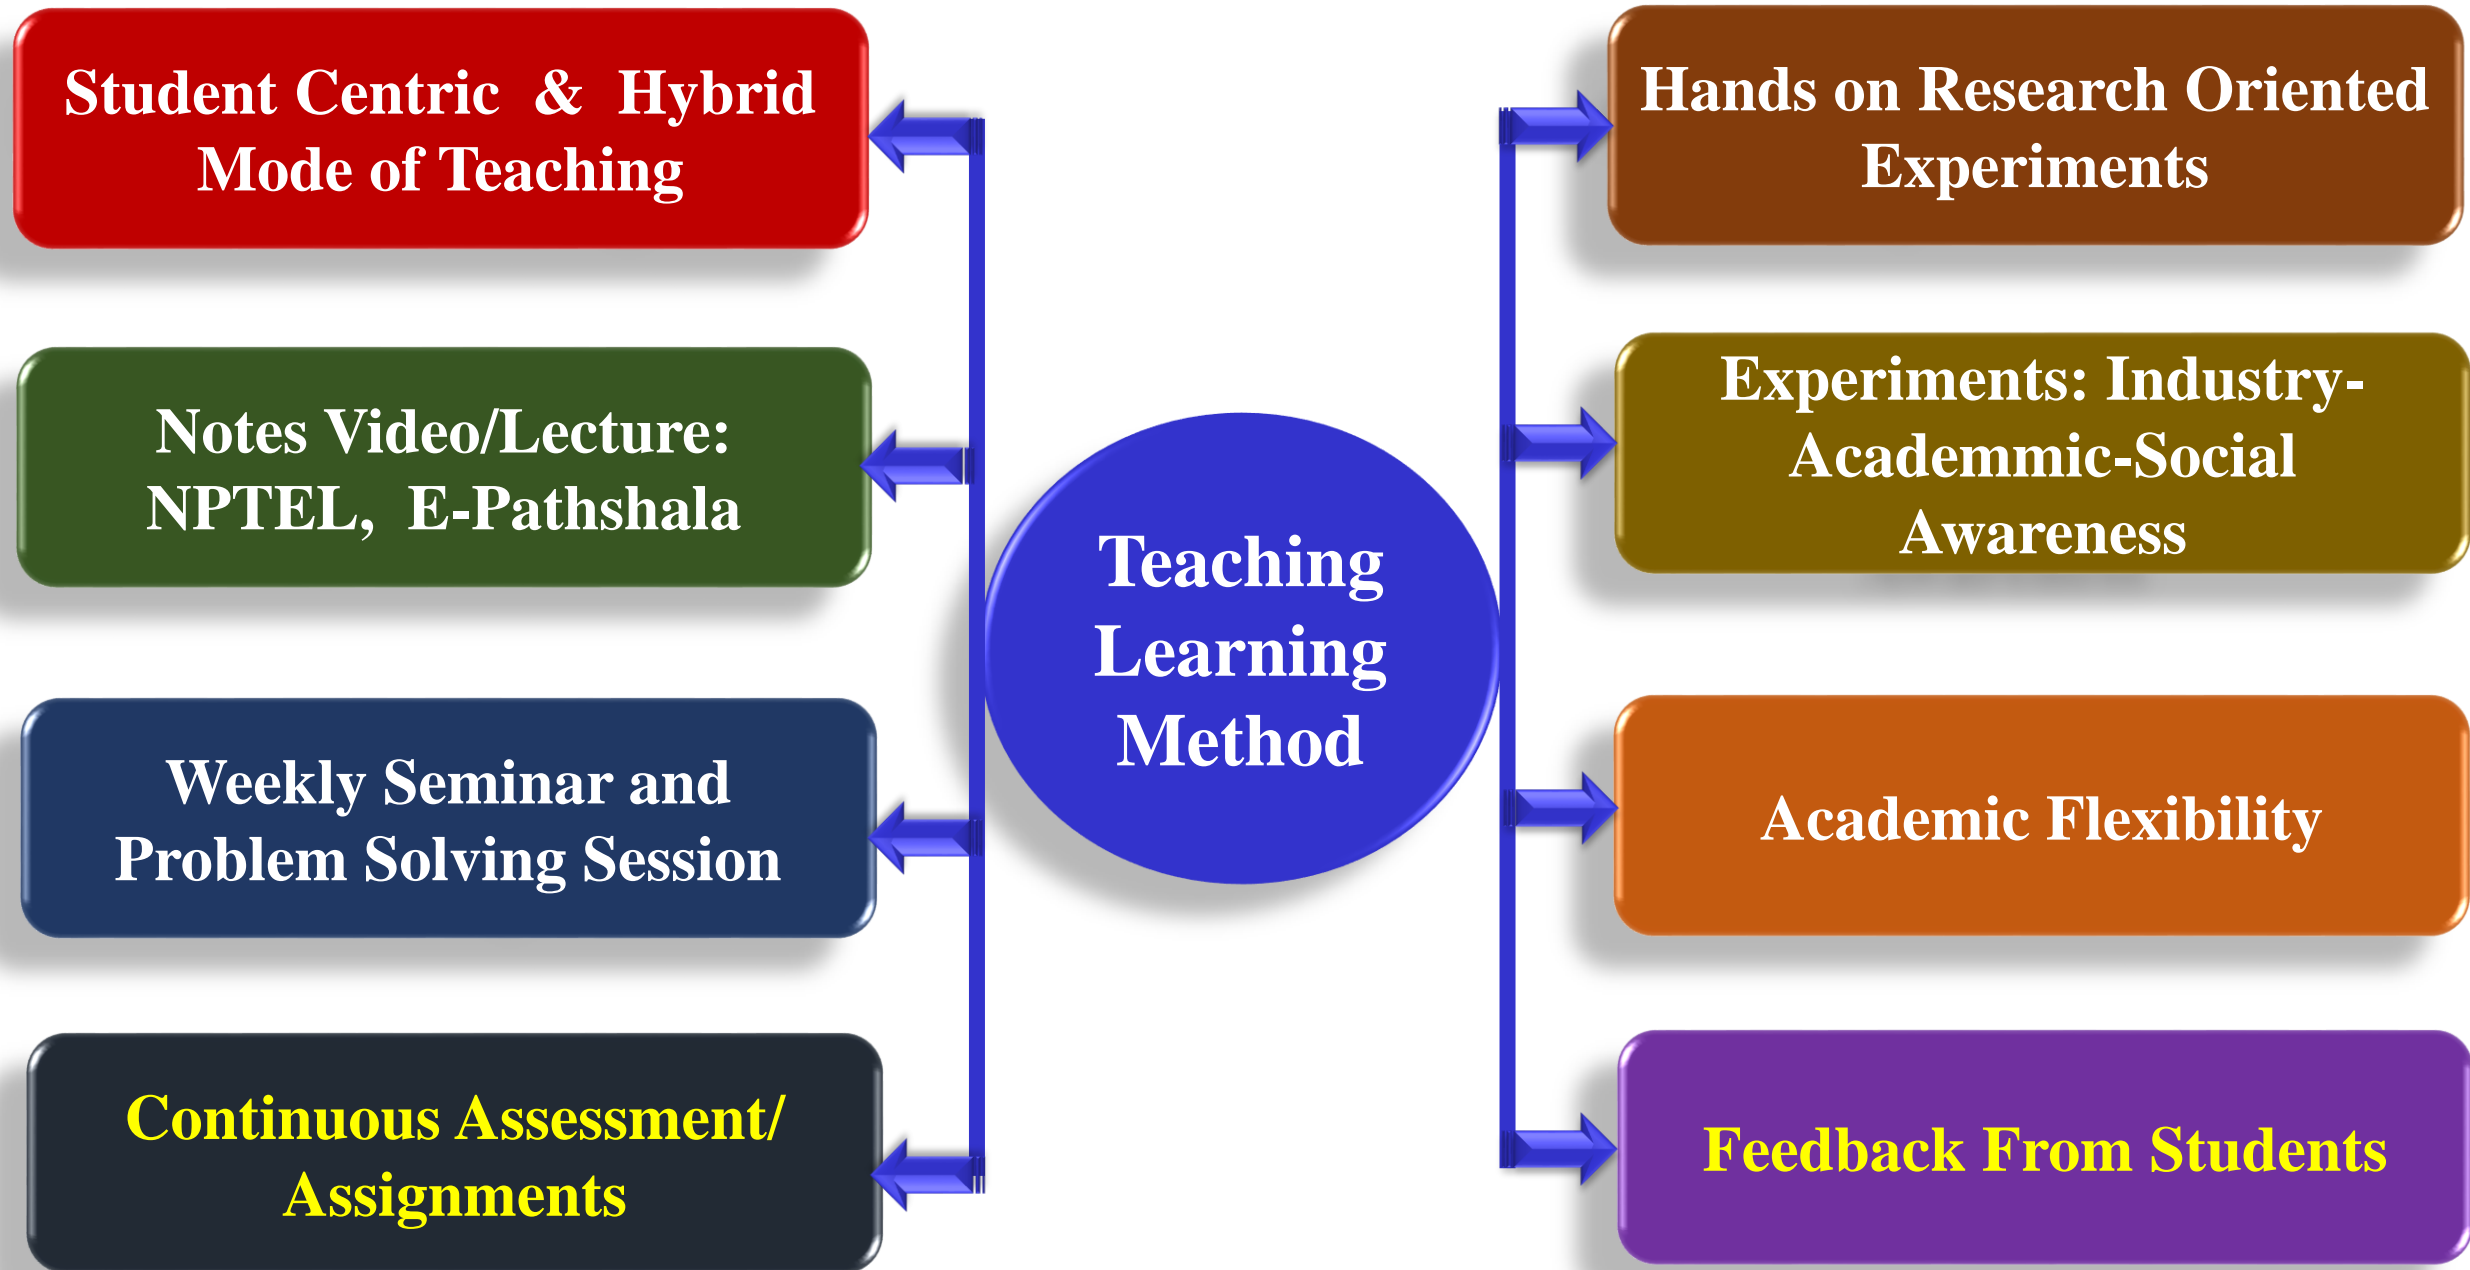 Student Centric & Hybrid
Mode of Teaching
Notes Video/Lecture:
NPTEL, E-Pathshala
Weekly Seminar and
Problem Solving Session
Continuous Assessment/
Assignments
Teaching
Learning
Method
Hands on Research Oriented
Experiments
Experiments: Industry-
Academmic-Social
Awareness
Academic Flexibility
Feedback From Students